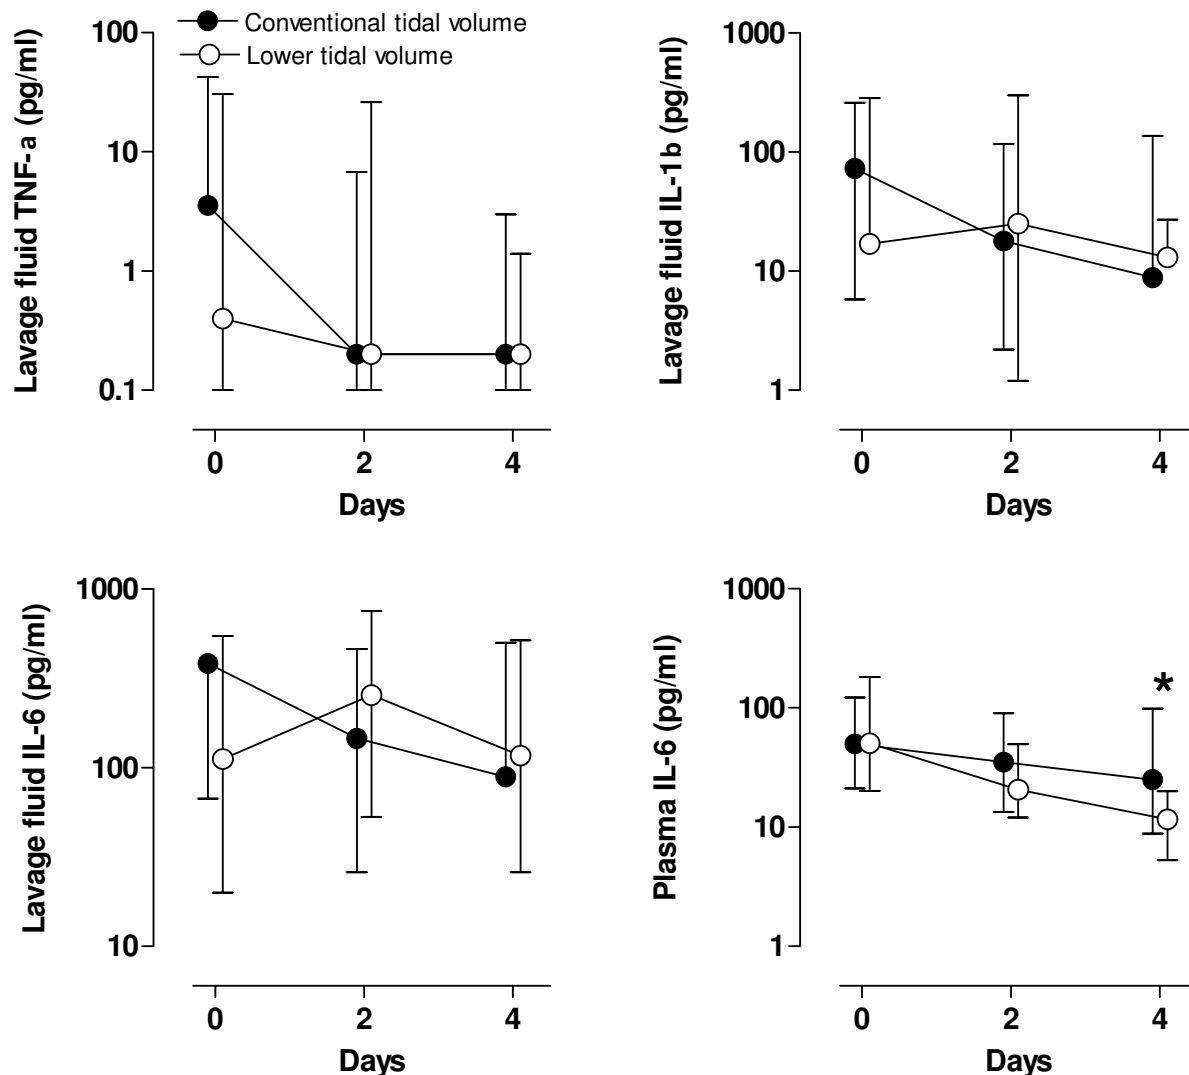 Conventional tidal volume
Lower tidal volume
Lavage fluid TNF-a (pg/ml)
100
10
1
0.1
0 2 4
Days
Lavage fluid IL-1b (pg/ml)
1000
100
10
1
0 2 4
Days
Lavage fluid IL-6 (pg/ml)
1000
100
10
0 2 4
Days
Plasma IL-6 (pg/ml)
1000
100
10
1
*
0 2 4
Days